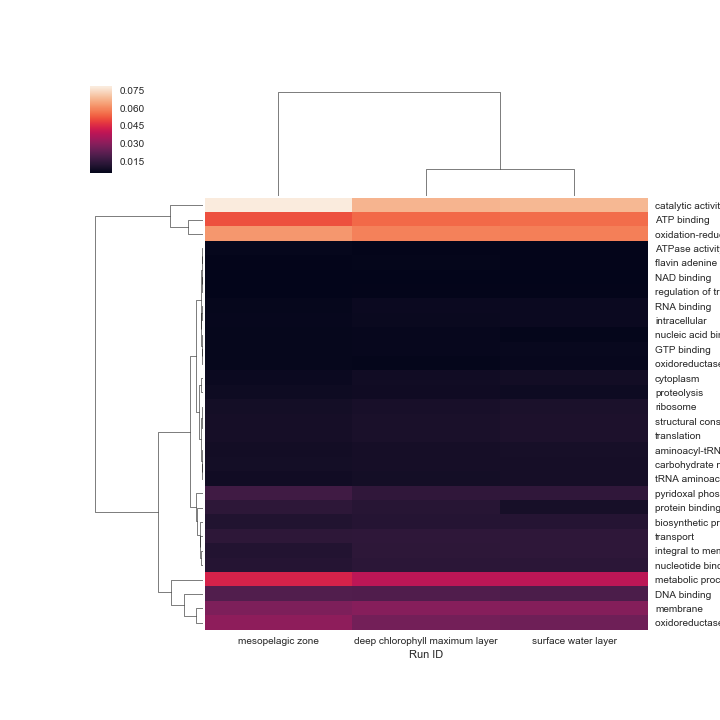 0.075
0.060
0.045
0.030
0.015
catalytic activit
ATP binding
oxidation-reduc
ATPase activity
flavin adenine
NAD binding
regulation of tr
RNA binding
intracellular
nucleic acid bin
GTP binding
oxidoreductase
cytoplasm
proteolysis
ribosome
structural cons
translation
aminoacyl-tRN
carbohydrate m
tRNA aminoac
pyridoxal phos
protein binding
biosynthetic pr
transport
integral to mem
nucleotide bind
metabolic proc
DNA binding
membrane
oxidoreductase
mesopelagic zone deep chlorophyll maximum layer surface water layer
Run ID